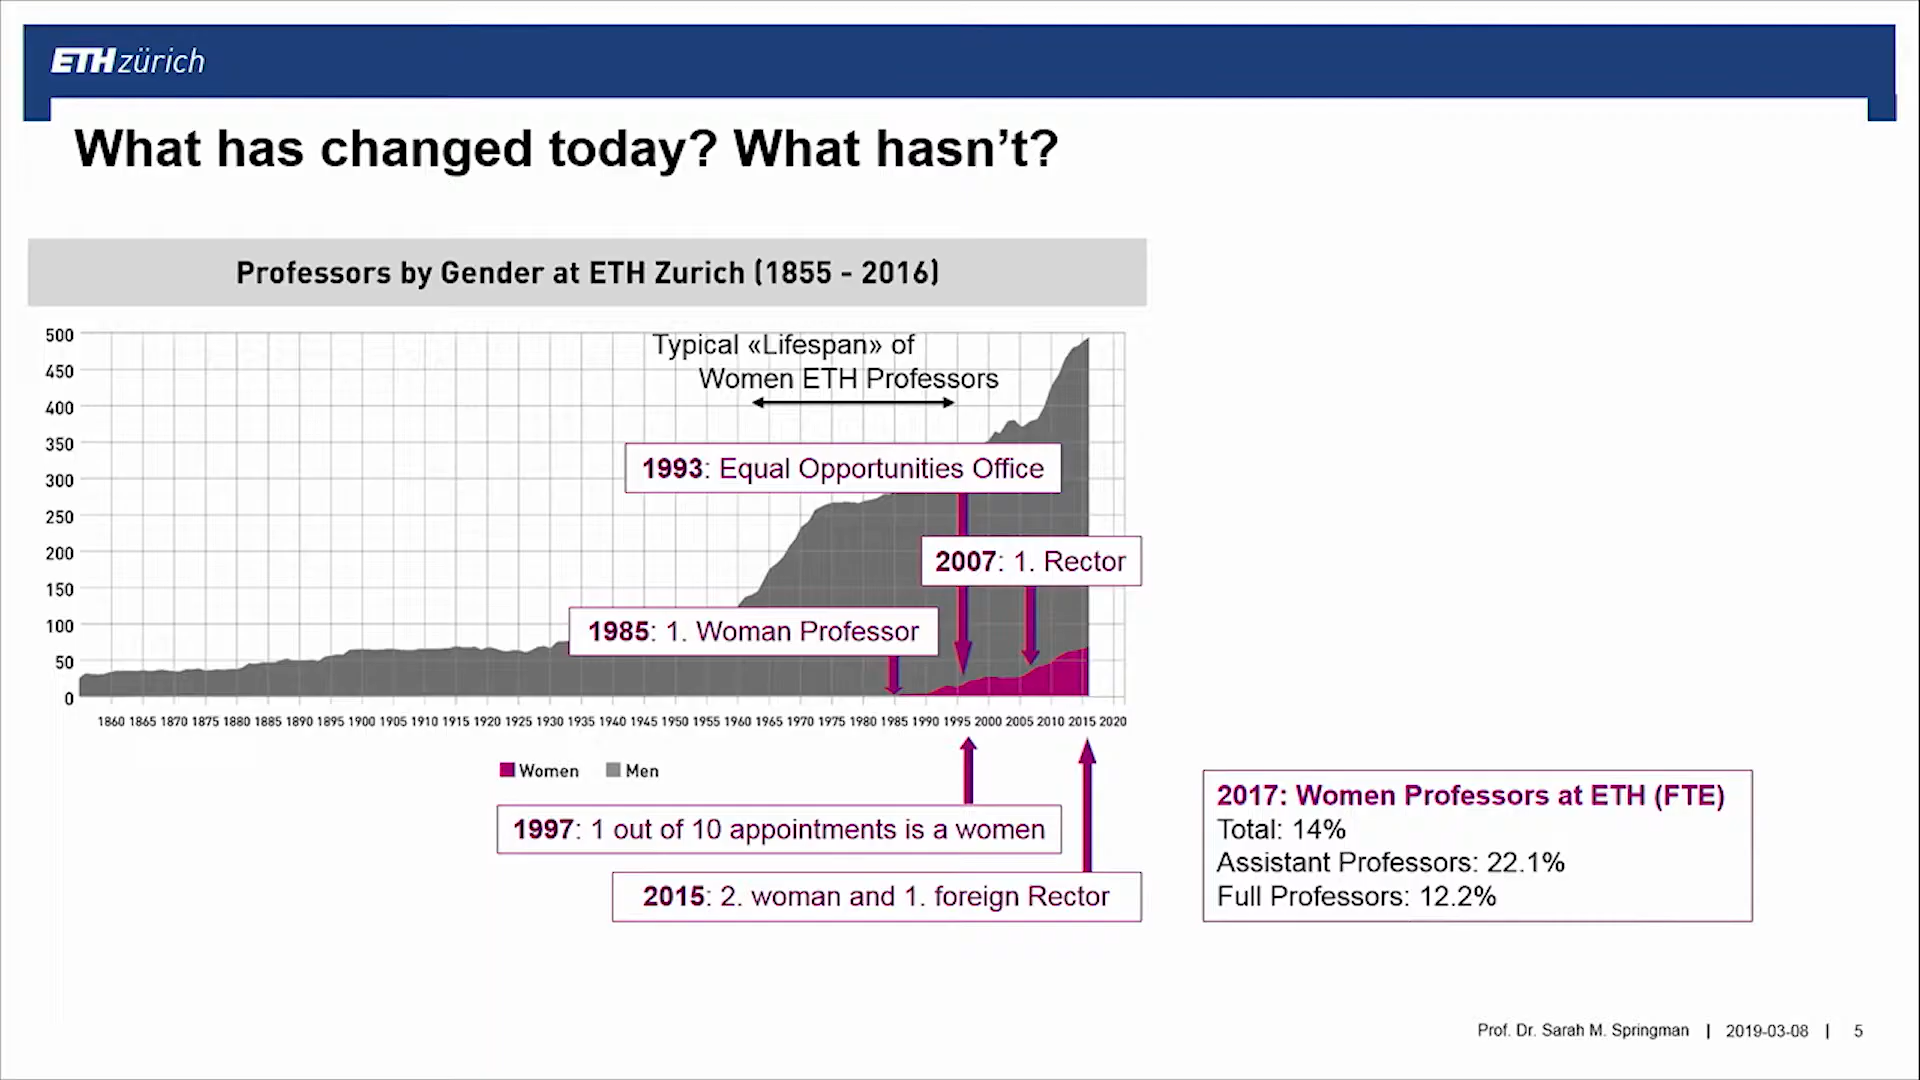 ETH zürich
What has changed today? What hasn’t?
Professors by Gender at ETH Zurich (1855 - 2016)
500
450
400
350
300
250
200
150
100
50
0
Typical «Lifespan» of
Women ETH Professors
1993: Equal Opportunities Office
2007: 1. Rector
1985: 1. Woman Professor
1860 1865 1870 1875 1880 1885 1890 1895 1900 1905 1910 1915 1920 1925 1930 1935 1940 1945 1950 1955 1960 1965 1970 1975 1980 1985 1990 1995 2000 2005 2010 2015 2020
Women Men
1997: 1 out of 10 appointments is a women
2015: 2. woman and 1. foreign Rector
2017: Women Professors at ETH (FTE)
Total: 14%
Assistant Professors: 22.1%
Full Professors: 12.2%
Prof. Dr. Sarah M. Springman | 2019-03-08 | 5